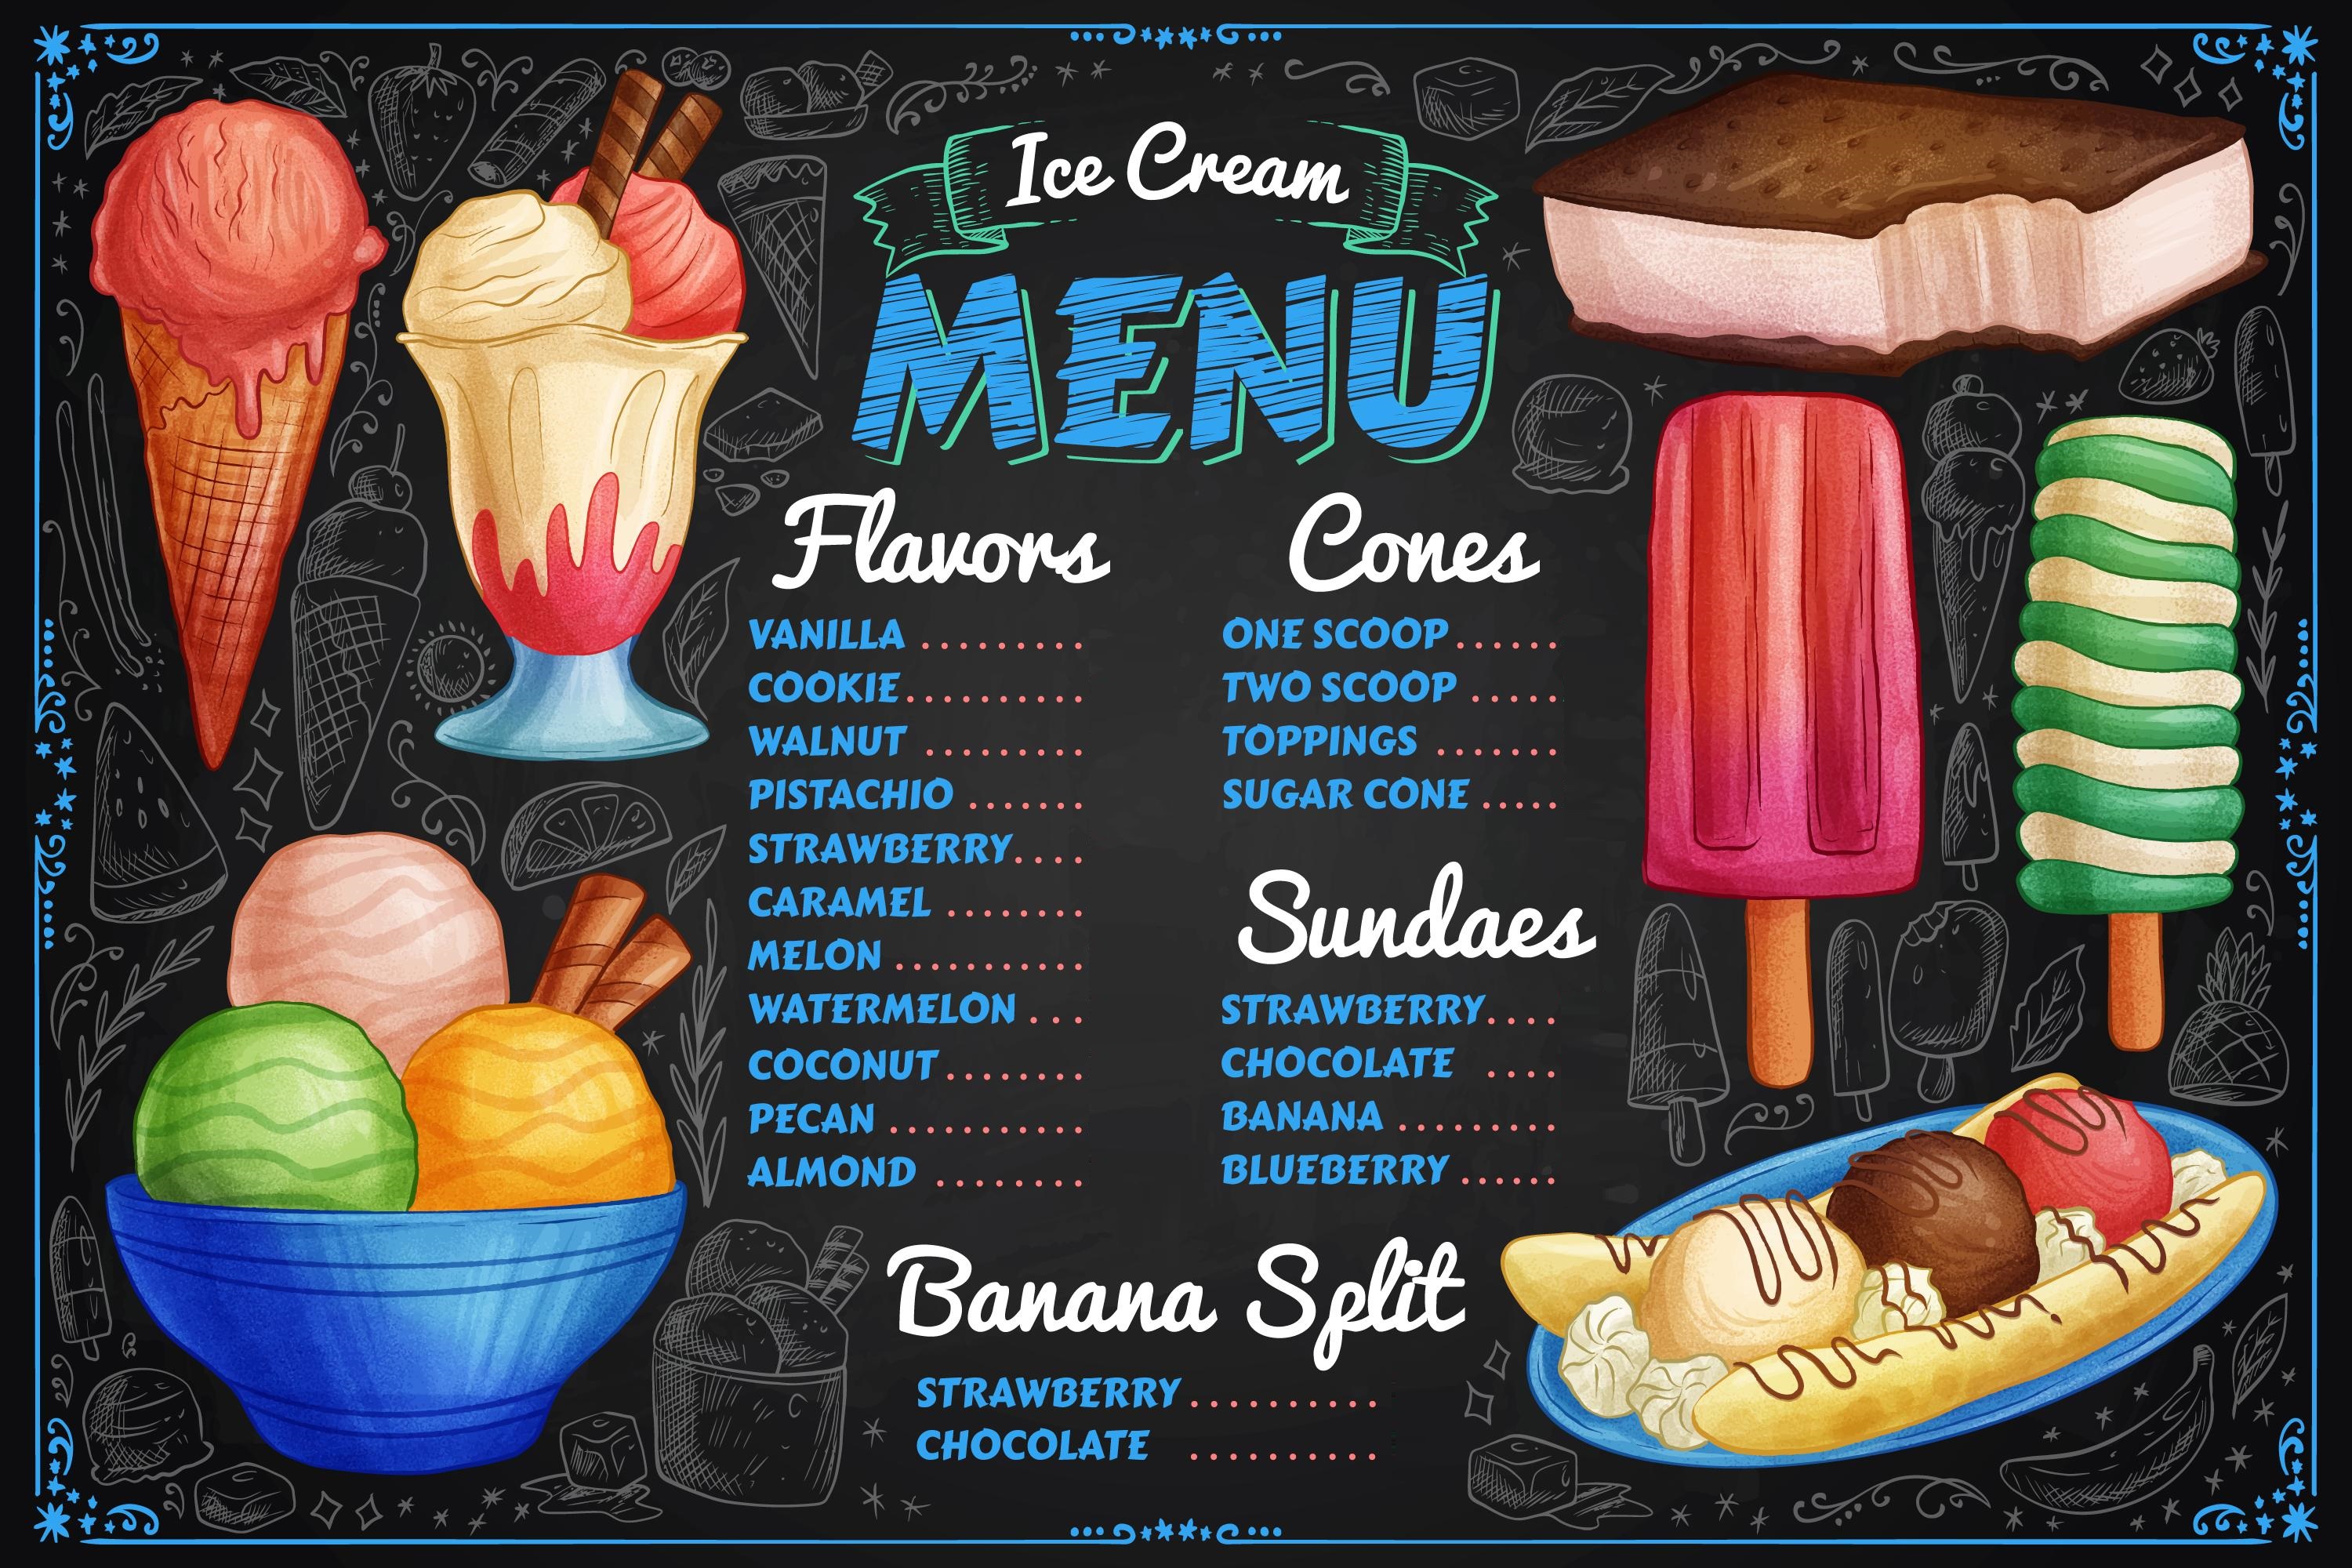 Ice Cream
MENU
Flavors
VANILLA .........
COOKIE..........
WALNUT .........
PISTACHIO .......
STRAWBERRY....
CARAMEL ........
MELON ...........
WATERMELON ...
COCONUT ........
PECAN ...........
ALMOND ........
Cones
ONE SCOOP ......
TWO SCOOP .....
TOPPINGS .......
SUGAR CONE .....
Sundaes
STRAWBERRY....
CHOCOLATE ....
BANANA .........
BLUEBERRY ......
Banana Split
STRAWBERRY ..........
CHOCOLATE ..........